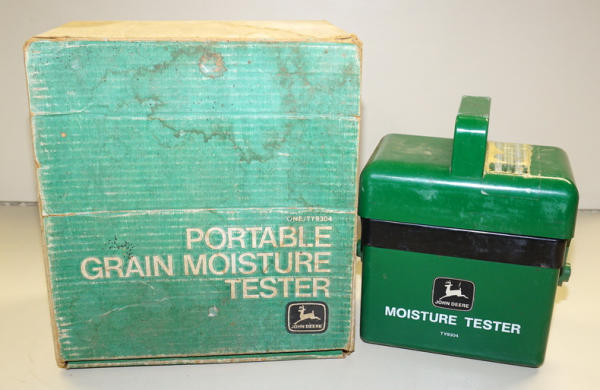 ONE/TY9304
PORTABLE
GRAIN MOISTURE
TESTER
JOHN DEERE
JOHN DEERE
MOISTURE TESTER
TY9304